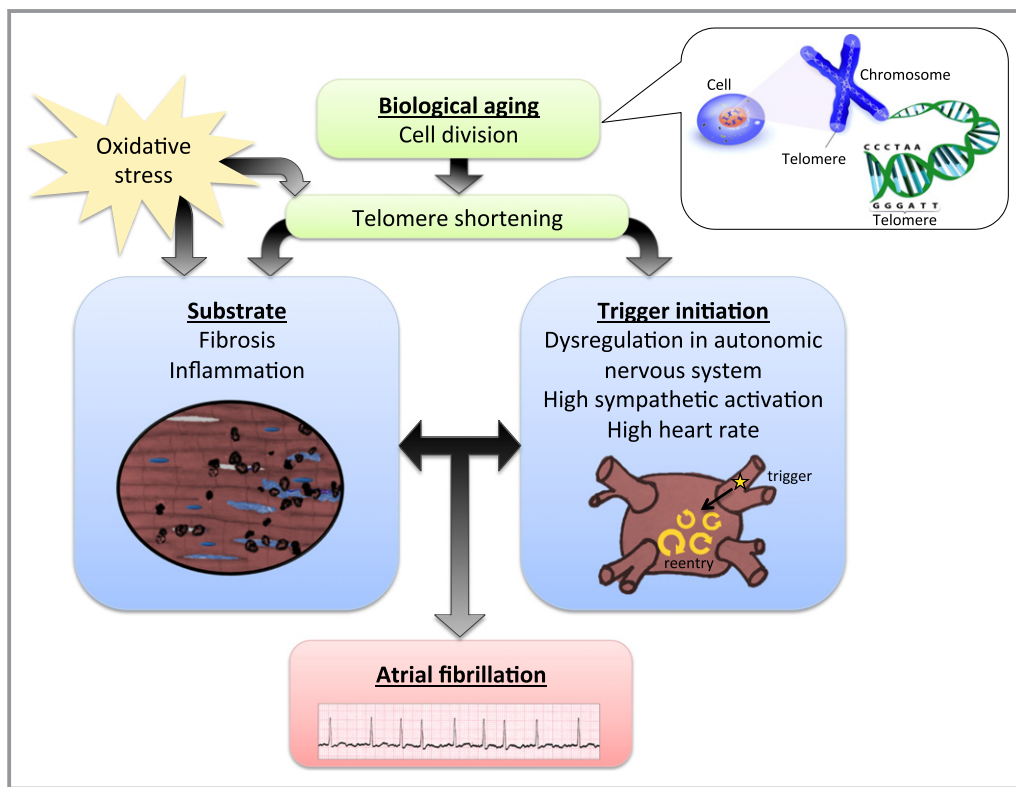 Biological aging
Cell division
Oxidative
stress
Cell
Chromosome
Telomere
CCCTAA
GGGATT
Telomere
Telomere shortening
Substrate
Fibrosis
Inflammation
Trigger initiation
Dysregulation in autonomic
nervous system
High sympathetic activation
High heart rate
trigger
reentry
Atrial fibrillation